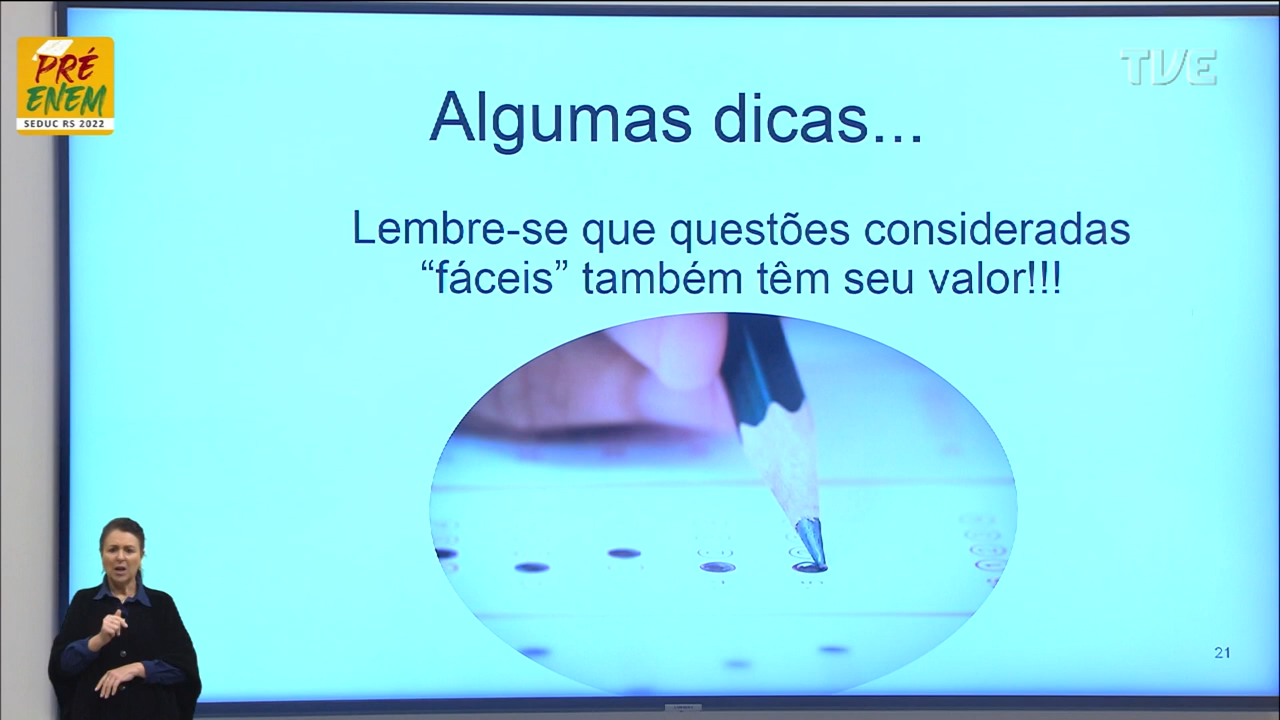 PRÉ
ENEM
SEDUC RS 2022
TVE
Algumas dicas...
Lembre-se que questões consideradas
“fáceis” também têm seu valor!!!
21